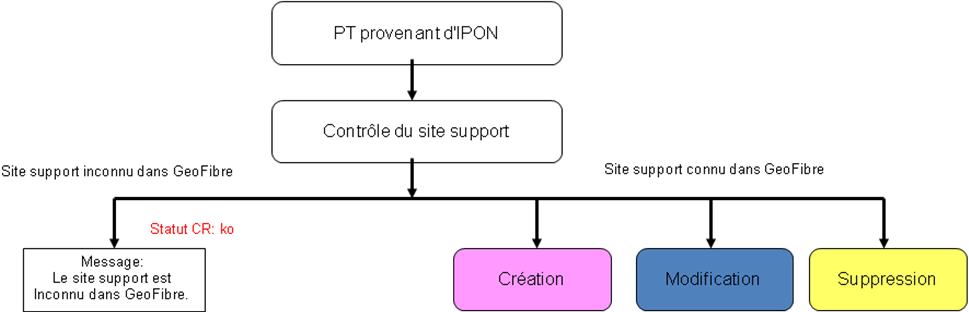 PT provenant d'IPON
Contrôle du site support
Site support inconnu dans GeoFibre
Site support connu dans GeoFibre
Statut CR: ko
Message:
Le site support est
Inconnu dans GeoFibre.
Création
Modification
Suppression